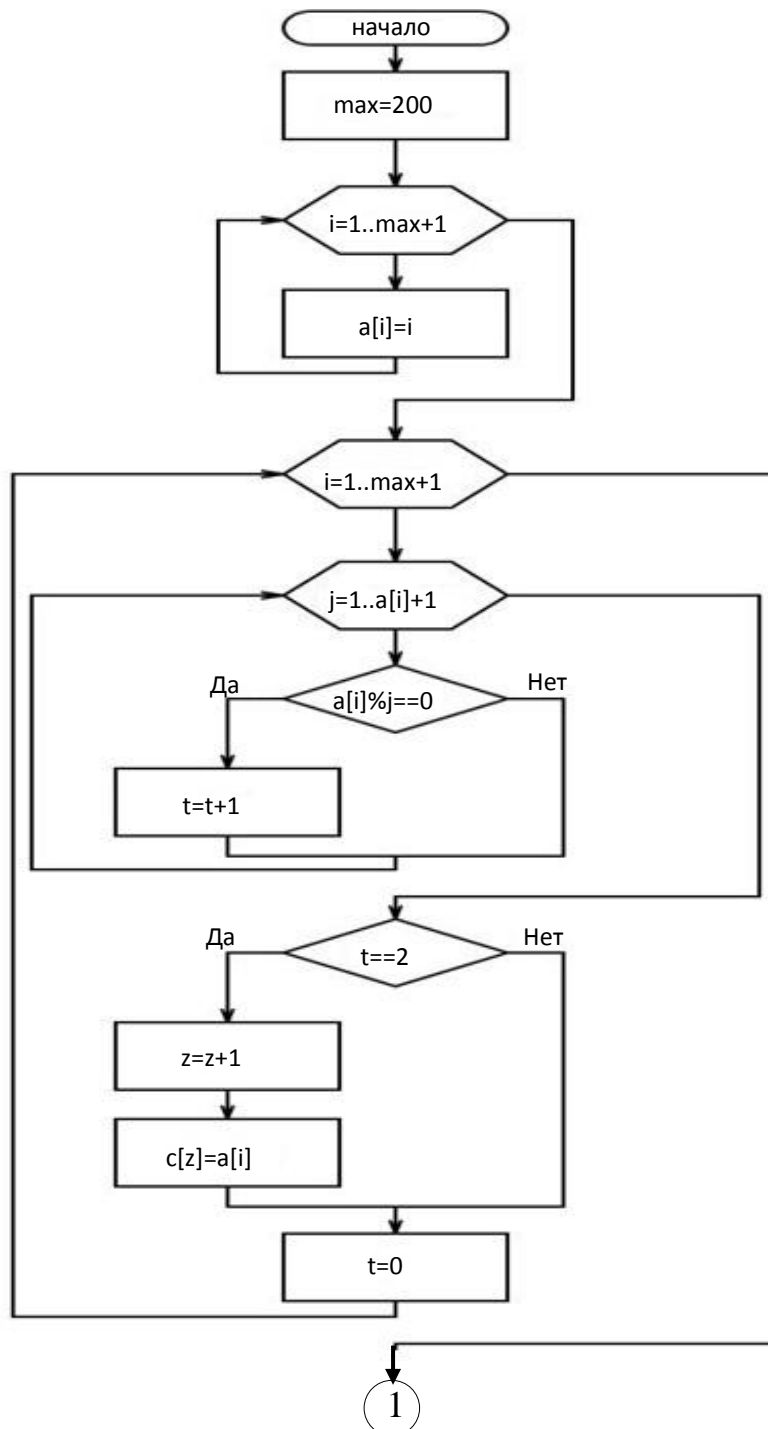 начало
max=200
i=1..max+1
a[i]=i
i=1..max+1
j=1..a[i]+1
Да
a[i]%j==0
Нет
t=t+1
Да
t==2
Нет
z=z+1
c[z]=a[i]
t=0
1